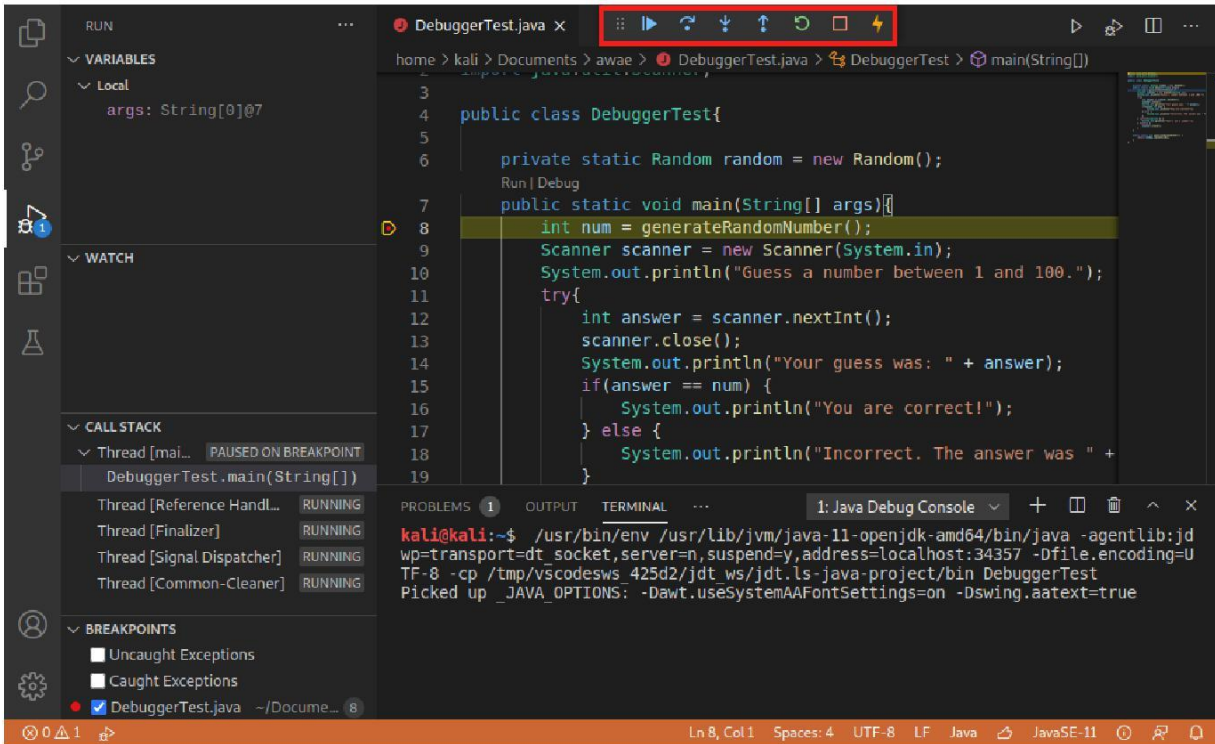 RUN
VARIABLES
Local
args: String[0]@7
WATCH
CALL STACK
Thread [mai... PAUSED ON BREAKPOINT
DebuggerTest.main(String[])
Thread [Reference Handl... RUNNING
Thread [Finalizer] RUNNING
Thread [Signal Dispatcher] RUNNING
Thread [Common-Cleaner] RUNNING
BREAKPOINTS
Uncaught Exceptions
Caught Exceptions
DebuggerTest.java ~/Docume... 8
1
DebuggerTest.java
home > kali > Documents > awae > DebuggerTest.java > DebuggerTest > main(String[])
2 import java.util.Scanner;
3
4 public class DebuggerTest{
5
6 private static Random random = new Random();
Run | Debug
7 public static void main(String[] args){
8 int num = generateRandomNumber();
9 Scanner scanner = new Scanner(System.in);
10 System.out.println("Guess a number between 1 and 100.");
11 try{
12 int answer = scanner.nextInt();
13 scanner.close();
14 System.out.println("Your guess was: " + answer);
15 if(answer == num) {
16 System.out.println("You are correct!");
17 } else {
18 System.out.println("Incorrect. The answer was " +
19 }
PROBLEMS 1 OUTPUT TERMINAL ... 1: Java Debug Console
kali@kali:~$ /usr/bin/env /usr/lib/jvm/java-11-openjdk-amd64/bin/java -agentlib:jd
wp=transport=dt_socket,server=n,suspend=y,address=localhost:34357 -Dfile.encoding=U
TF-8 -cp /tmp/vscodesws_425d2/jdt_ws/jdt.ls-java-project/bin DebuggerTest
Picked up _JAVA_OPTIONS: -Dawt.useSystemAAFontSettings=on -Dswing.aatext=true
0 1 Ln 8, Col 1 Spaces: 4 UTF-8 LF Java JavaSE-11